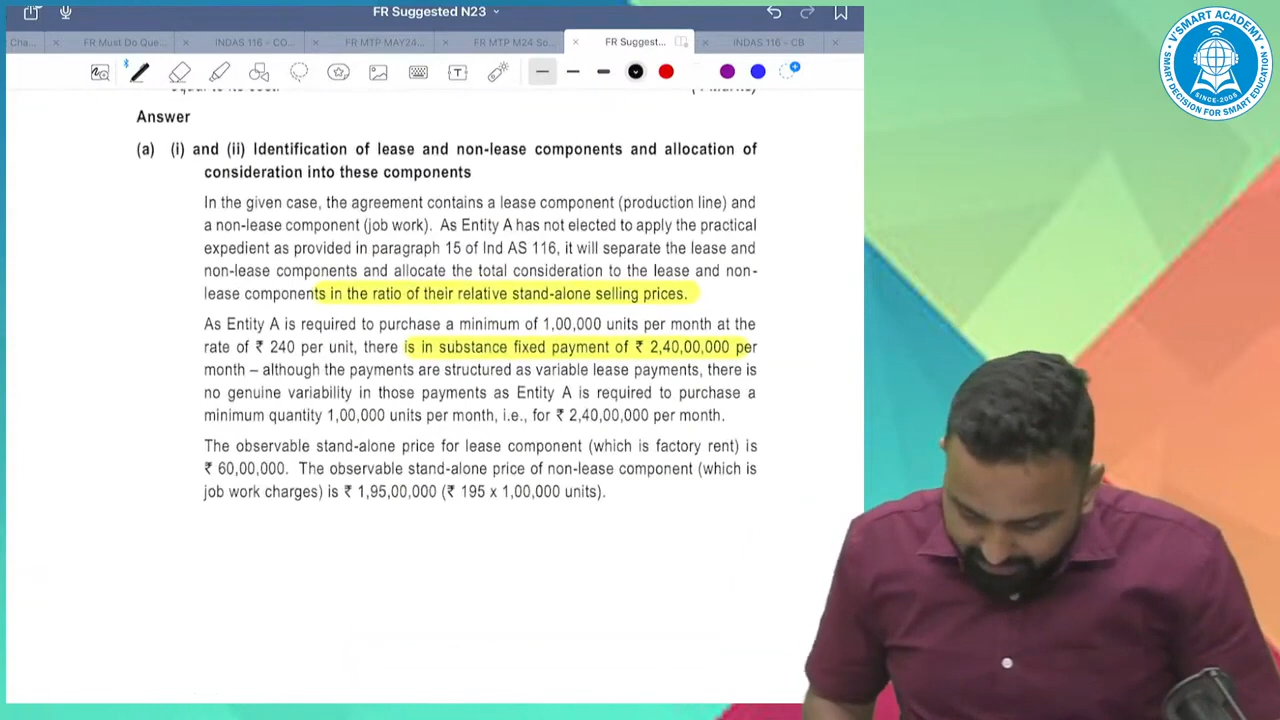 FR Suggested N23
Cha...
FR Must Do Que...
INDAS 116 - CO...
FR MTP MAY24...
FR MTP M24 So...
FR Suggest...
INDAS 116 - CB
V'SMART ACADEMY
SINCE-2008
SMART DECISION FOR SMART EDUCATION
equal to its cost.
Answer
(a) (i) and (ii) Identification of lease and non-lease components and allocation of
consideration into these components
In the given case, the agreement contains a lease component (production line) and
a non-lease component (job work). As Entity A has not elected to apply the practical
expedient as provided in paragraph 15 of Ind AS 116, it will separate the lease and
non-lease components and allocate the total consideration to the lease and non-
lease components in the ratio of their relative stand-alone selling prices.
As Entity A is required to purchase a minimum of 1,00,000 units per month at the
rate of ₹ 240 per unit, there is in substance fixed payment of ₹ 2,40,00,000 per
month – although the payments are structured as variable lease payments, there is
no genuine variability in those payments as Entity A is required to purchase a
minimum quantity 1,00,000 units per month, i.e., for ₹ 2,40,00,000 per month.
The observable stand-alone price for lease component (which is factory rent) is
₹ 60,00,000. The observable stand-alone price of non-lease component (which is
job work charges) is ₹ 1,95,00,000 (₹ 195 x 1,00,000 units).